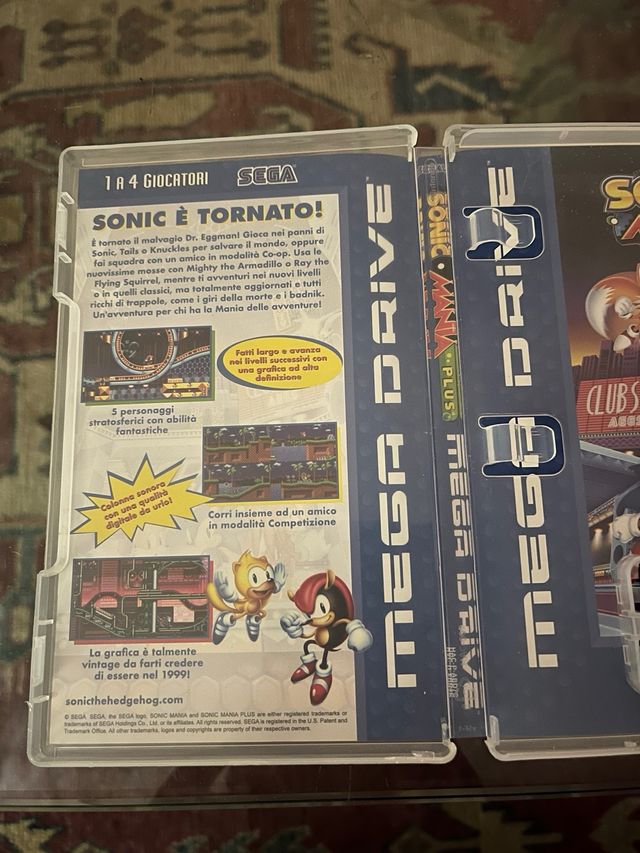 1 A 4 GIOCATORI SEGA
SONIC È TORNATO!
È tornato il malvagio Dr. Eggman! Gioca nei panni di
Sonic, Tails o Knuckles per salvare il mondo, oppure
fai squadra con un amico in modalità Co-op. Usa le
nuovissime mosse con Mighty the Armadillo o Ray the
Flying Squirrel, mentre ti avventuri nei nuovi livelli
o in quelli classici, ma totalmente aggiornati e tutti
ricchi di trappole, come i giri della morte e i badnik.
Un'avventura per chi ha la Mania delle avventure!
5 personaggi
stratosferici con abilità
fantastiche
Fatti largo e avanza
nei livelli successivi con
una grafica ad alta
definizione
Colonna sonora
con una qualità
digitale da urlo!
Corri insieme ad un amico
in modalità Competizione
La grafica è talmente
vintage da farti credere
di essere nel 1999!
sonicthehedgehog.com
© SEGA. SEGA, the SEGA logo, SONIC MANIA and SONIC MANIA PLUS are either registered trademarks or
trademarks of SEGA Holdings Co., Ltd. or its affiliates. All rights reserved. SEGA is registered in the U.S. Patent and
Trademark Office. All other trademarks, logos and copyrights are property of their respective owners.
MEGA DRIVE™
SONIC MANIA PLUS
MEGA DRIVE
MEGA DRIVE™
SO
CLUB S